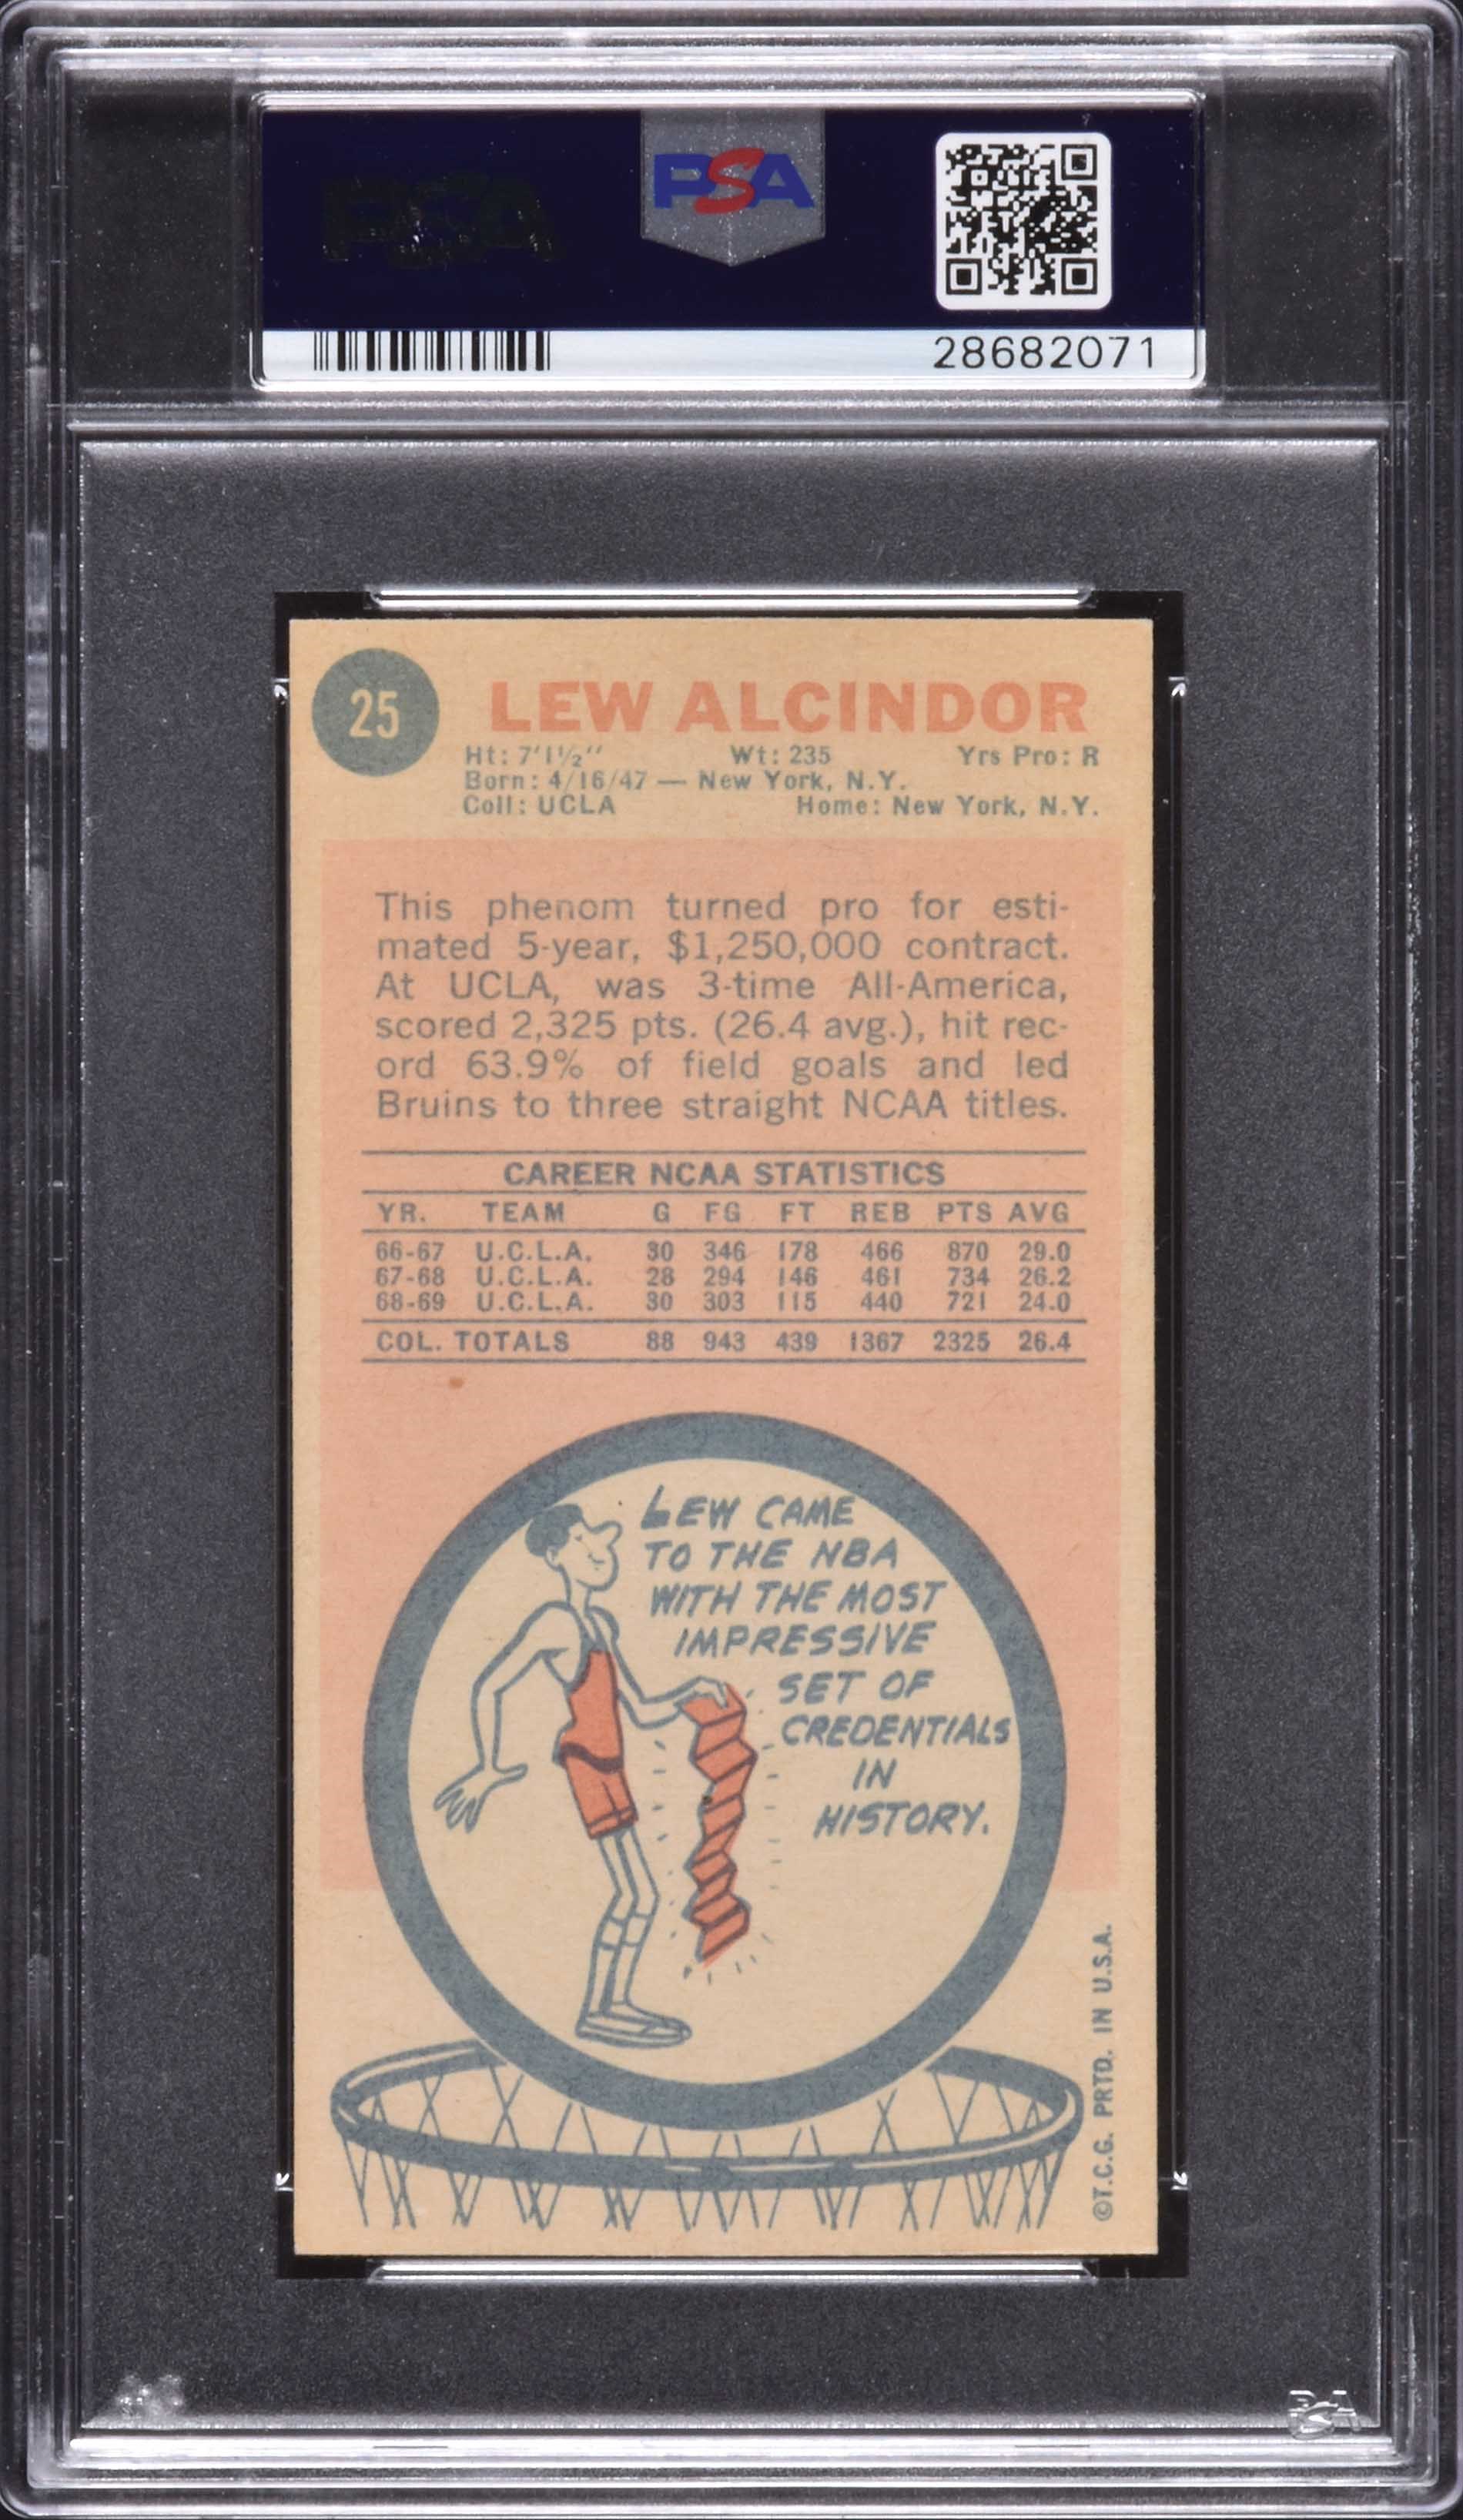 PSA
28682071
25
LEW ALCINDOR
Ht: 7'1½" Wt: 235 Yrs Pro: R
Born: 4/16/47 — New York, N.Y.
Coll: UCLA Home: New York, N.Y.
This phenom turned pro for esti-
mated 5-year, $1,250,000 contract.
At UCLA, was 3-time All-America,
scored 2,325 pts. (26.4 avg.), hit rec-
ord 63.9% of field goals and led
Bruins to three straight NCAA titles.
CAREER NCAA STATISTICS
YR. TEAM G FG FT REB PTS AVG
66-67 U.C.L.A. 30 346 178 466 870 29.0
67-68 U.C.L.A. 28 294 146 461 734 26.2
68-69 U.C.L.A. 30 303 115 440 721 24.0
COL. TOTALS 88 943 439 1367 2325 26.4
LEW CAME
TO THE NBA
WITH THE MOST
IMPRESSIVE
SET OF
CREDENTIALS
IN
HISTORY.
©T.C.G. PRTD. IN U.S.A.
PSA